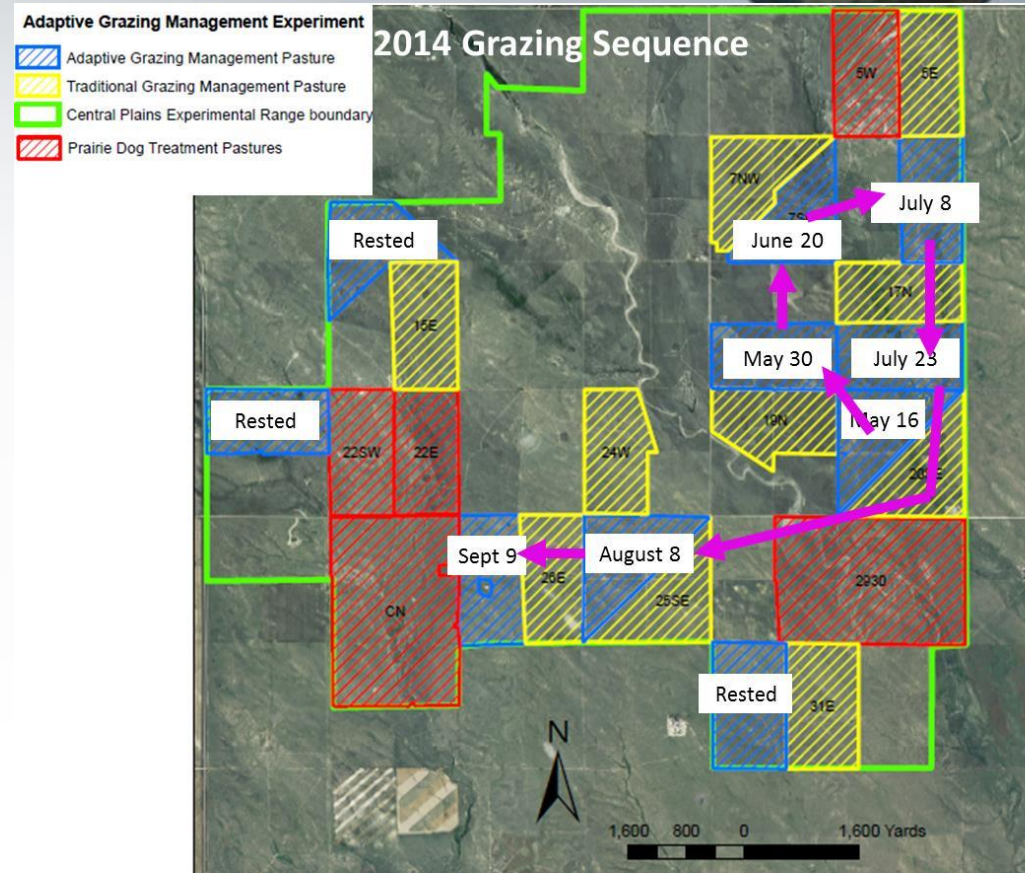 Adaptive Grazing Management Experiment
Adaptive Grazing Management Pasture
Traditional Grazing Management Pasture
Central Plains Experimental Range boundary
Prairie Dog Treatment Pastures
2014 Grazing Sequence
5W
5E
7NW
July 8
June 20
Rested
17N
15E
May 30
July 23
Rested
May 16
19N
22SW
22E
24W
Sept 9
August 8
26E
25SE
2930
CN
Rested
31E
N
1,600 800 0 1,600 Yards